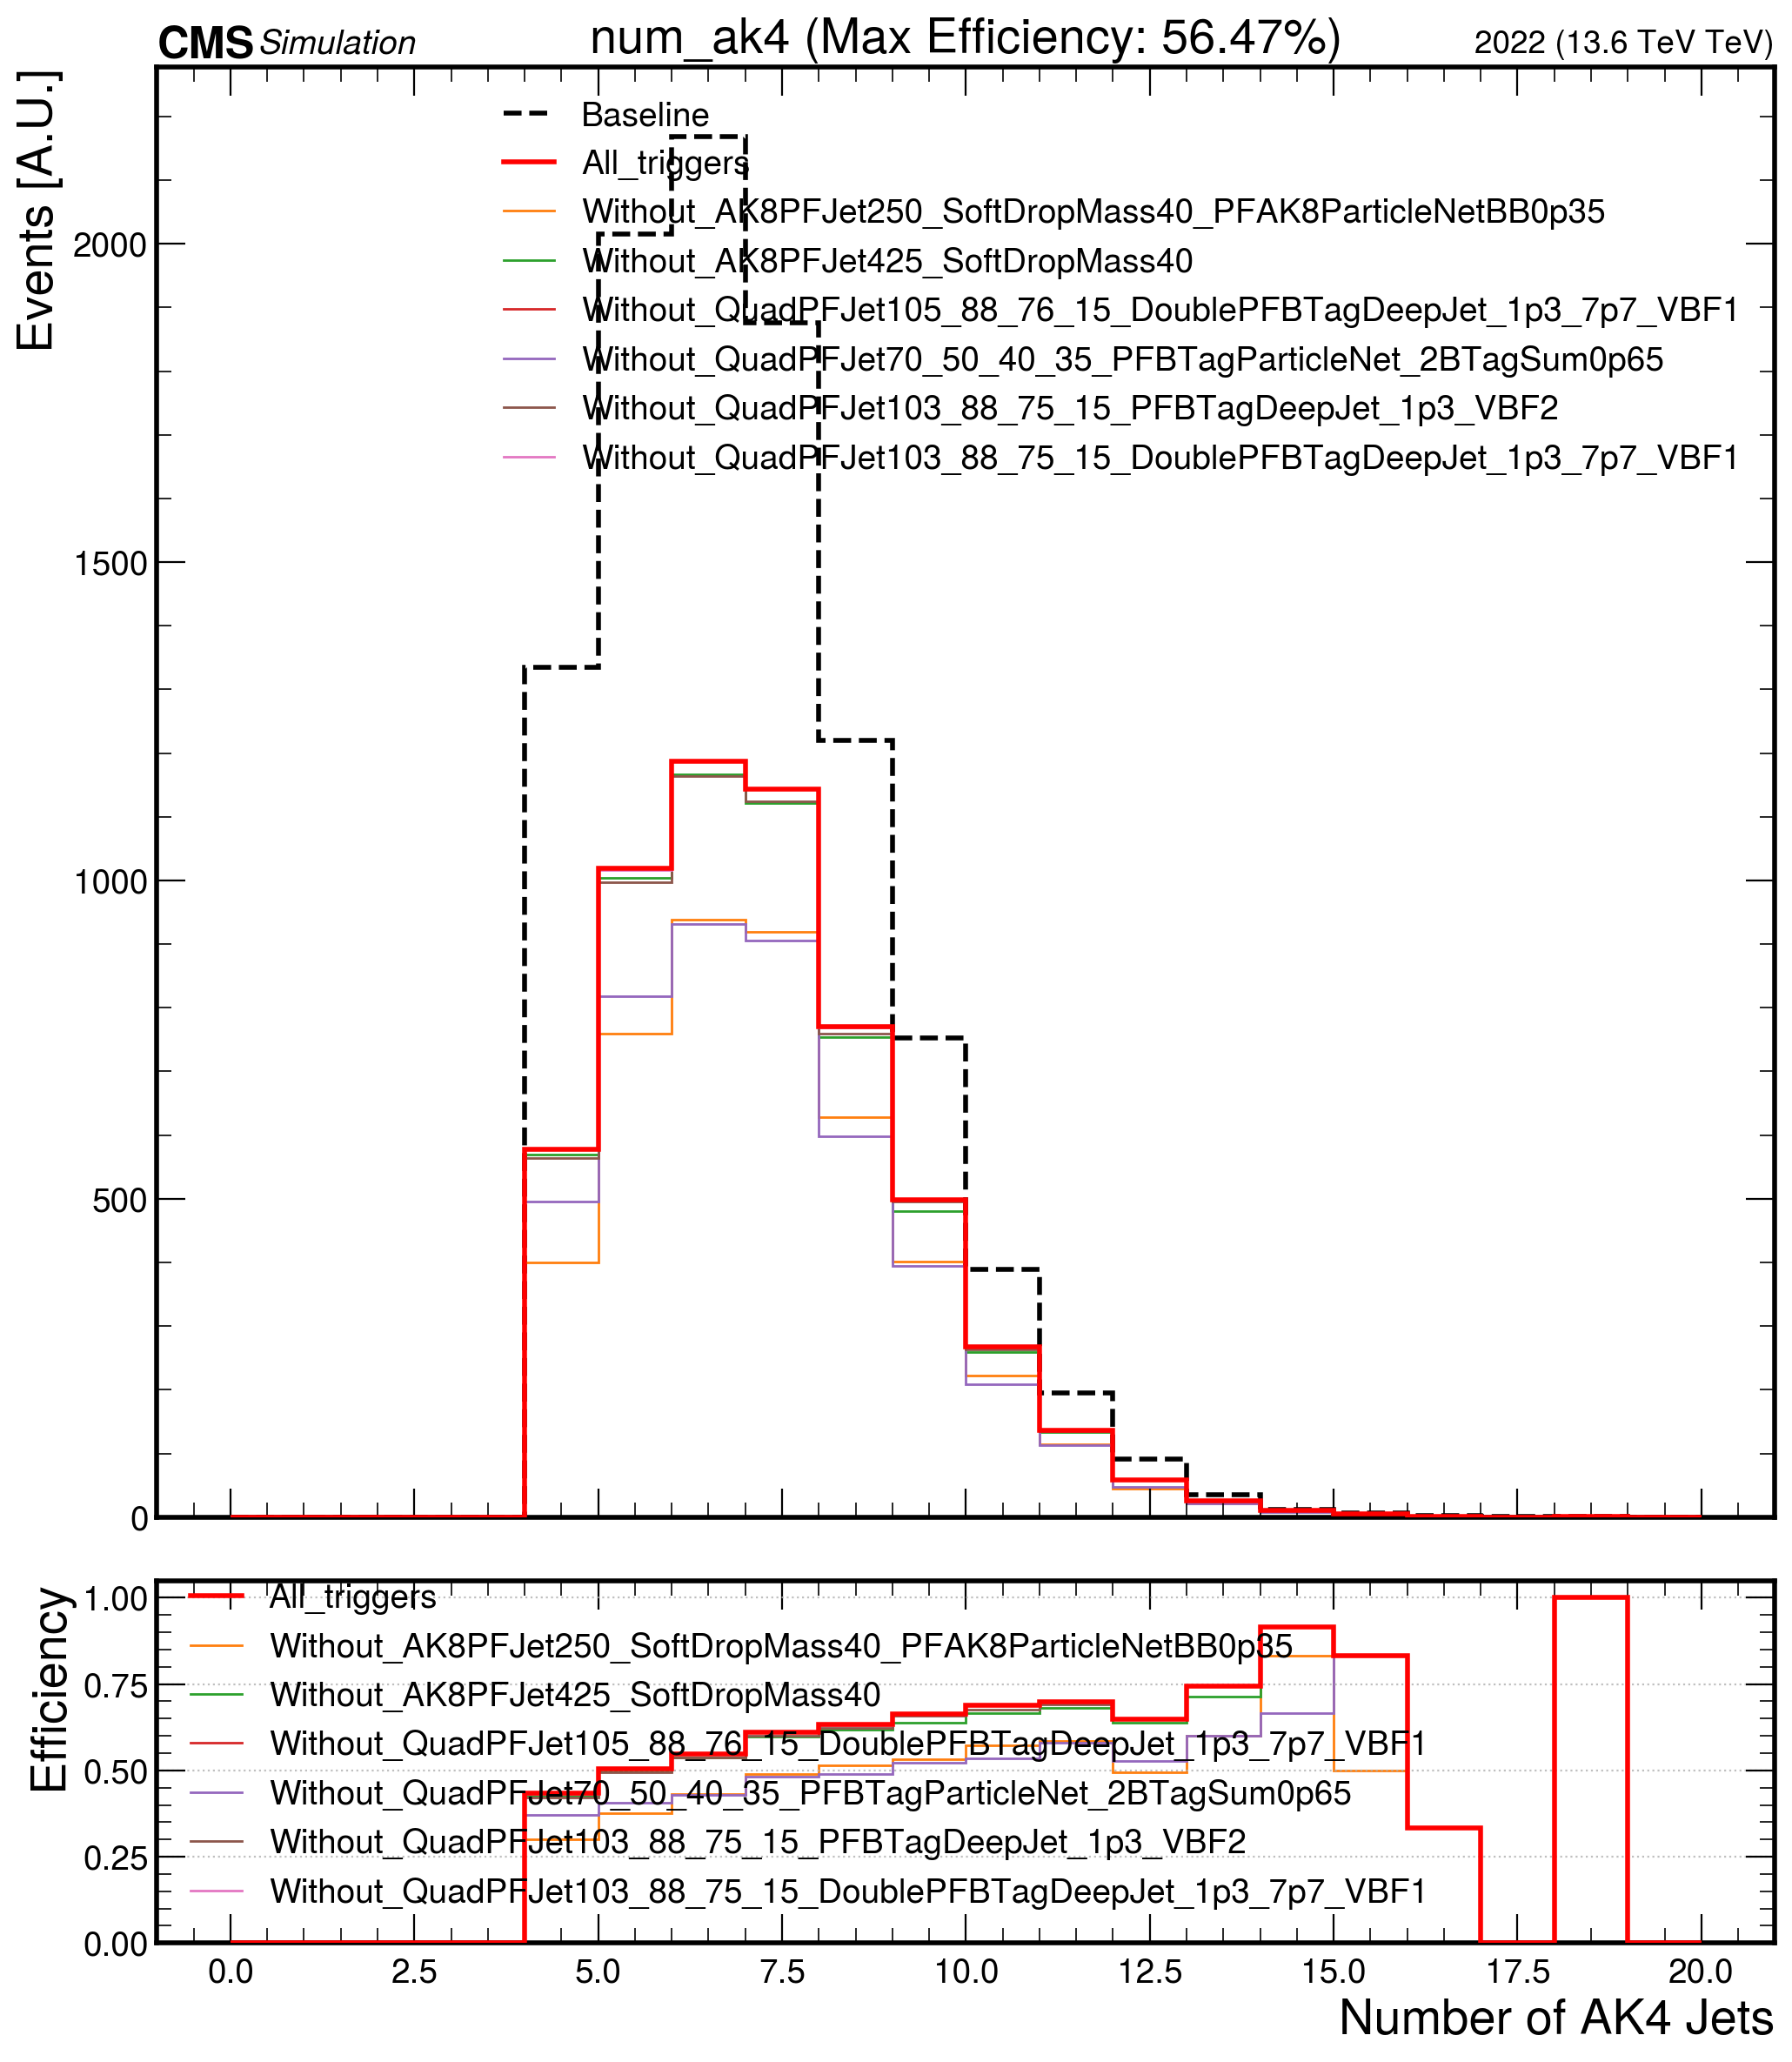 CMS Simulation num_ak4 (Max Efficiency: 56.47%) 2022 (13.6 TeV TeV)
Events [A.U.]
Baseline
All_triggers
Without_AK8PFJet250_SoftDropMass40_PFAK8ParticleNetBB0p35
Without_AK8PFJet425_SoftDropMass40
Without_QuadPFJet105_88_76_15_DoublePFBTagDeepJet_1p3_7p7_VBF1
Without_QuadPFJet70_50_40_35_PFBTagParticleNet_2BTagSum0p65
Without_QuadPFJet103_88_75_15_PFBTagDeepJet_1p3_VBF2
Without_QuadPFJet103_88_75_15_DoublePFBTagDeepJet_1p3_7p7_VBF1
2000
1500
1000
500
0
Efficiency
1.00
0.75
0.50
0.25
0.00
All_triggers
Without_AK8PFJet250_SoftDropMass40_PFAK8ParticleNetBB0p35
Without_AK8PFJet425_SoftDropMass40
Without_QuadPFJet105_88_76_15_DoublePFBTagDeepJet_1p3_7p7_VBF1
Without_QuadPFJet70_50_40_35_PFBTagParticleNet_2BTagSum0p65
Without_QuadPFJet103_88_75_15_PFBTagDeepJet_1p3_VBF2
Without_QuadPFJet103_88_75_15_DoublePFBTagDeepJet_1p3_7p7_VBF1
0.0 2.5 5.0 7.5 10.0 12.5 15.0 17.5 20.0
Number of AK4 Jets